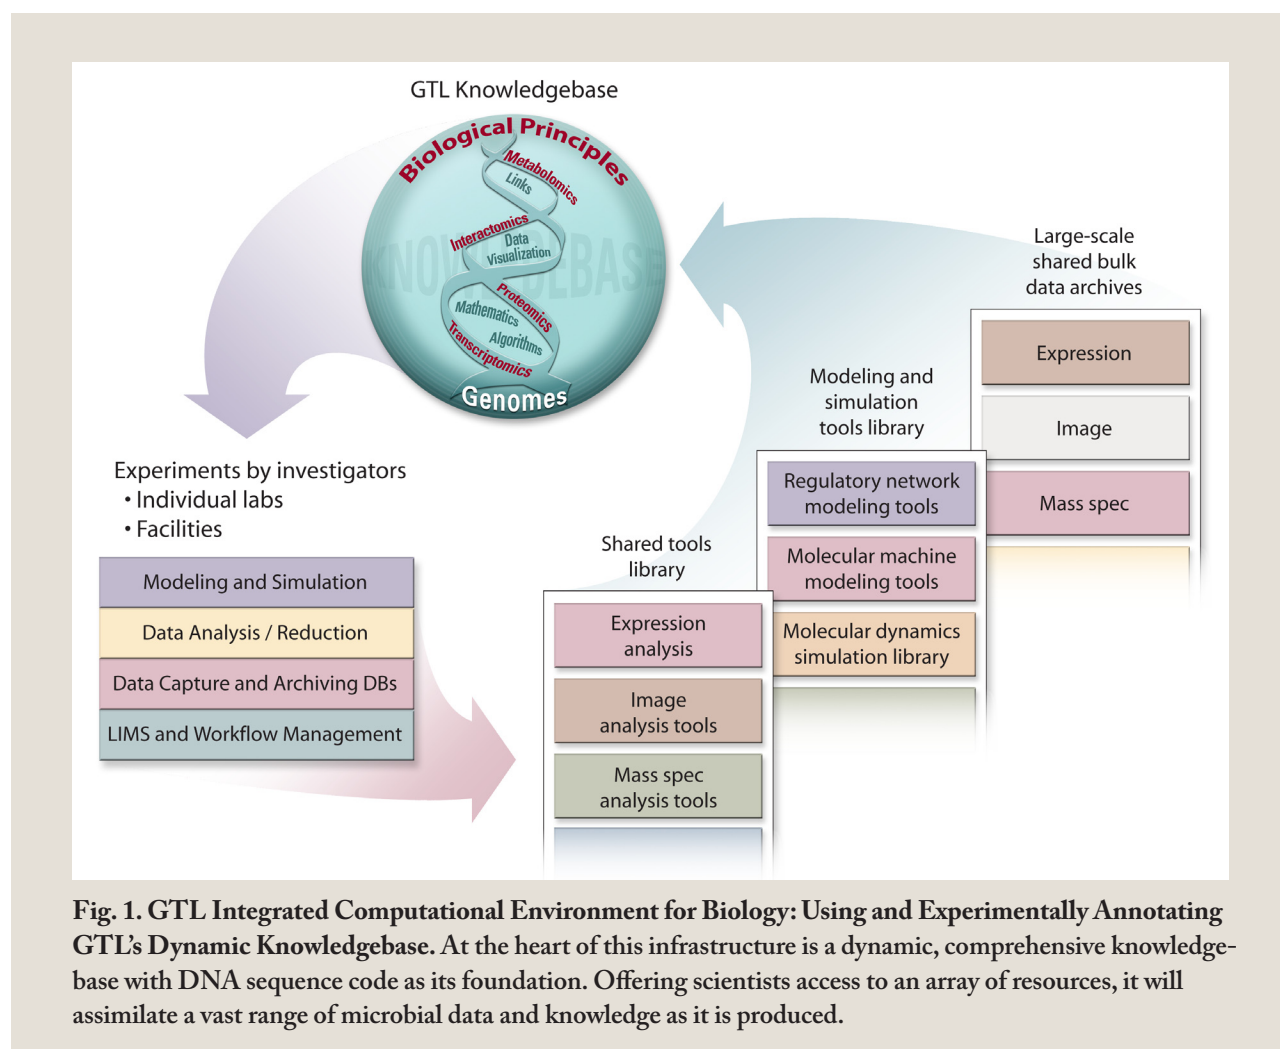 GTL Knowledgebase
Biological Principles
Metabolomics
Links
Interactomics
Data
Visualization
KNOWLEDGEBASE
Proteomics
Mathematics
Algorithms
Transcriptomics
Genomes
Experiments by investigators
• Individual labs
• Facilities
Modeling and Simulation
Data Analysis / Reduction
Data Capture and Archiving DBs
LIMS and Workflow Management
Shared tools
library
Expression
analysis
Image
analysis tools
Mass spec
analysis tools
Modeling and
simulation
tools library
Regulatory network
modeling tools
Molecular machine
modeling tools
Molecular dynamics
simulation library
Large-scale
shared bulk
data archives
Expression
Image
Mass spec
Fig. 1. GTL Integrated Computational Environment for Biology: Using and Experimentally Annotating
GTL’s Dynamic Knowledgebase. At the heart of this infrastructure is a dynamic, comprehensive knowledge-
base with DNA sequence code as its foundation. Offering scientists access to an array of resources, it will
assimilate a vast range of microbial data and knowledge as it is produced.